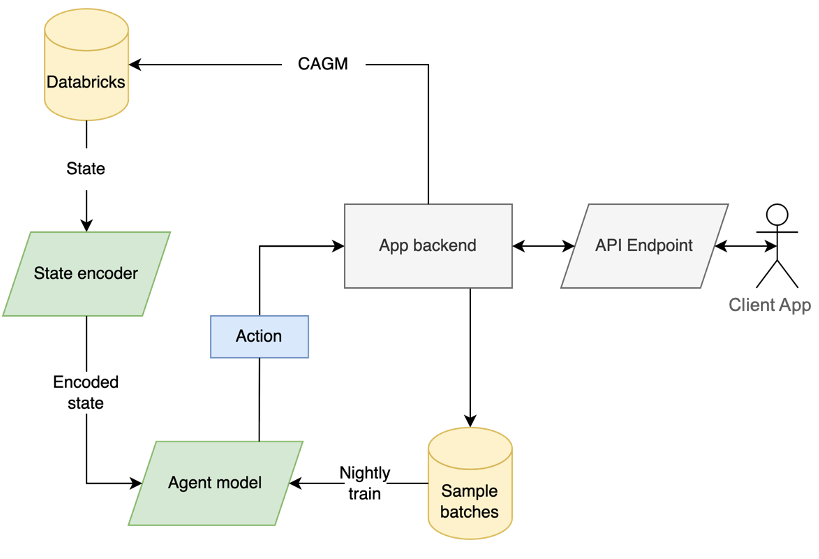 CAGM
Databricks
State
App backend
API Endpoint
State encoder
Client App
Action
Encoded
state
Agent model
Nightly
train
Sample
batches